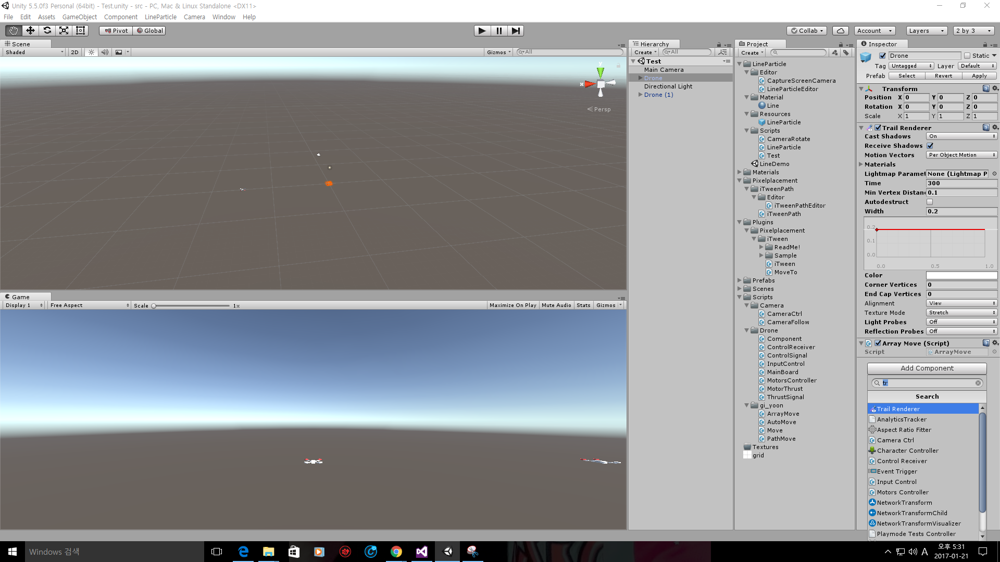 Unity 5.5.0f3 Personal (64bit) - Test.unity - src - PC, Mac & Linux Standalone <DX11>
File Edit Assets GameObject Component LineParticle Camera Window Help
Pivot Global Collab Account Layers 2 by 3
Scene
Shaded 2D Gizmos All
y
x
Persp
Game
Display 1 Free Aspect Scale 1x Maximize On Play Mute Audio Stats Gizmos
Hierarchy
Create All
Test
Main Camera
Drone
Directional Light
Drone (1)
Project
Create
LineParticle
Editor
CaptureScreenCamera
LineParticleEditor
Material
Line
Resources
LineParticle
Scripts
CameraRotate
LineParticle
Test
LineDemo
Materials
Pixelplacement
iTweenPath
Editor
iTweenPathEditor
iTweenPath
Plugins
Pixelplacement
iTween
ReadMe!
Sample
iTween
MoveTo
Prefabs
Scenes
Scripts
Camera
CameraCtrl
CameraFollow
Drone
Component
ControlReceiver
ControlSignal
InputControl
MainBoard
MotorsController
MotorThrust
ThrustSignal
gi_yoon
ArrayMove
AutoMove
Move
PathMove
Textures
grid
Inspector
Drone Static
Tag Untagged Layer Default
Prefab Select Revert Apply
Transform
Position X 0 Y 0 Z 0
Rotation X 0 Y 0 Z 0
Scale X 1 Y 1 Z 1
Trail Renderer
Cast Shadows On
Receive Shadows
Motion Vectors Per Object Motion
Materials
Lightmap Paramet None (Lightmap P
Time 300
Min Vertex Distanc 0.1
Autodestruct
Width 0.2
0.2
0.1
0.0
0.0 0.5 1.0
Color
Corner Vertices 0
End Cap Vertices 0
Alignment View
Texture Mode Stretch
Light Probes Off
Reflection Probes Off
Array Move (Script)
Script ArrayMove
Add Component
tr
Search
Trail Renderer
AnalyticsTracker
Aspect Ratio Fitter
Camera Ctrl
Character Controller
Control Receiver
Event Trigger
Input Control
Motors Controller
NetworkTransform
NetworkTransformChild
NetworkTransformVisualizer
Playmode Tests Controller
Windows 검색
A
오후 5:31
2017-01-21